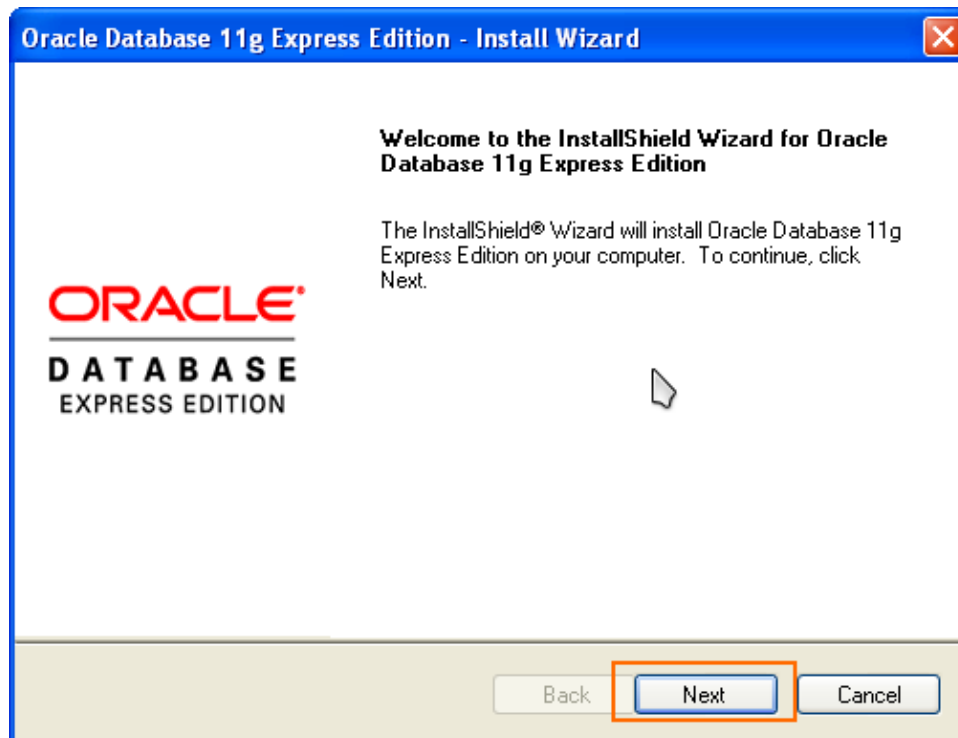 Oracle Database 11g Express Edition - Install Wizard
Welcome to the InstallShield Wizard for Oracle
Database 11g Express Edition
The InstallShield® Wizard will install Oracle Database 11g
Express Edition on your computer. To continue, click
Next.
ORACLE
DATABASE
EXPRESS EDITION
Back
Next
Cancel